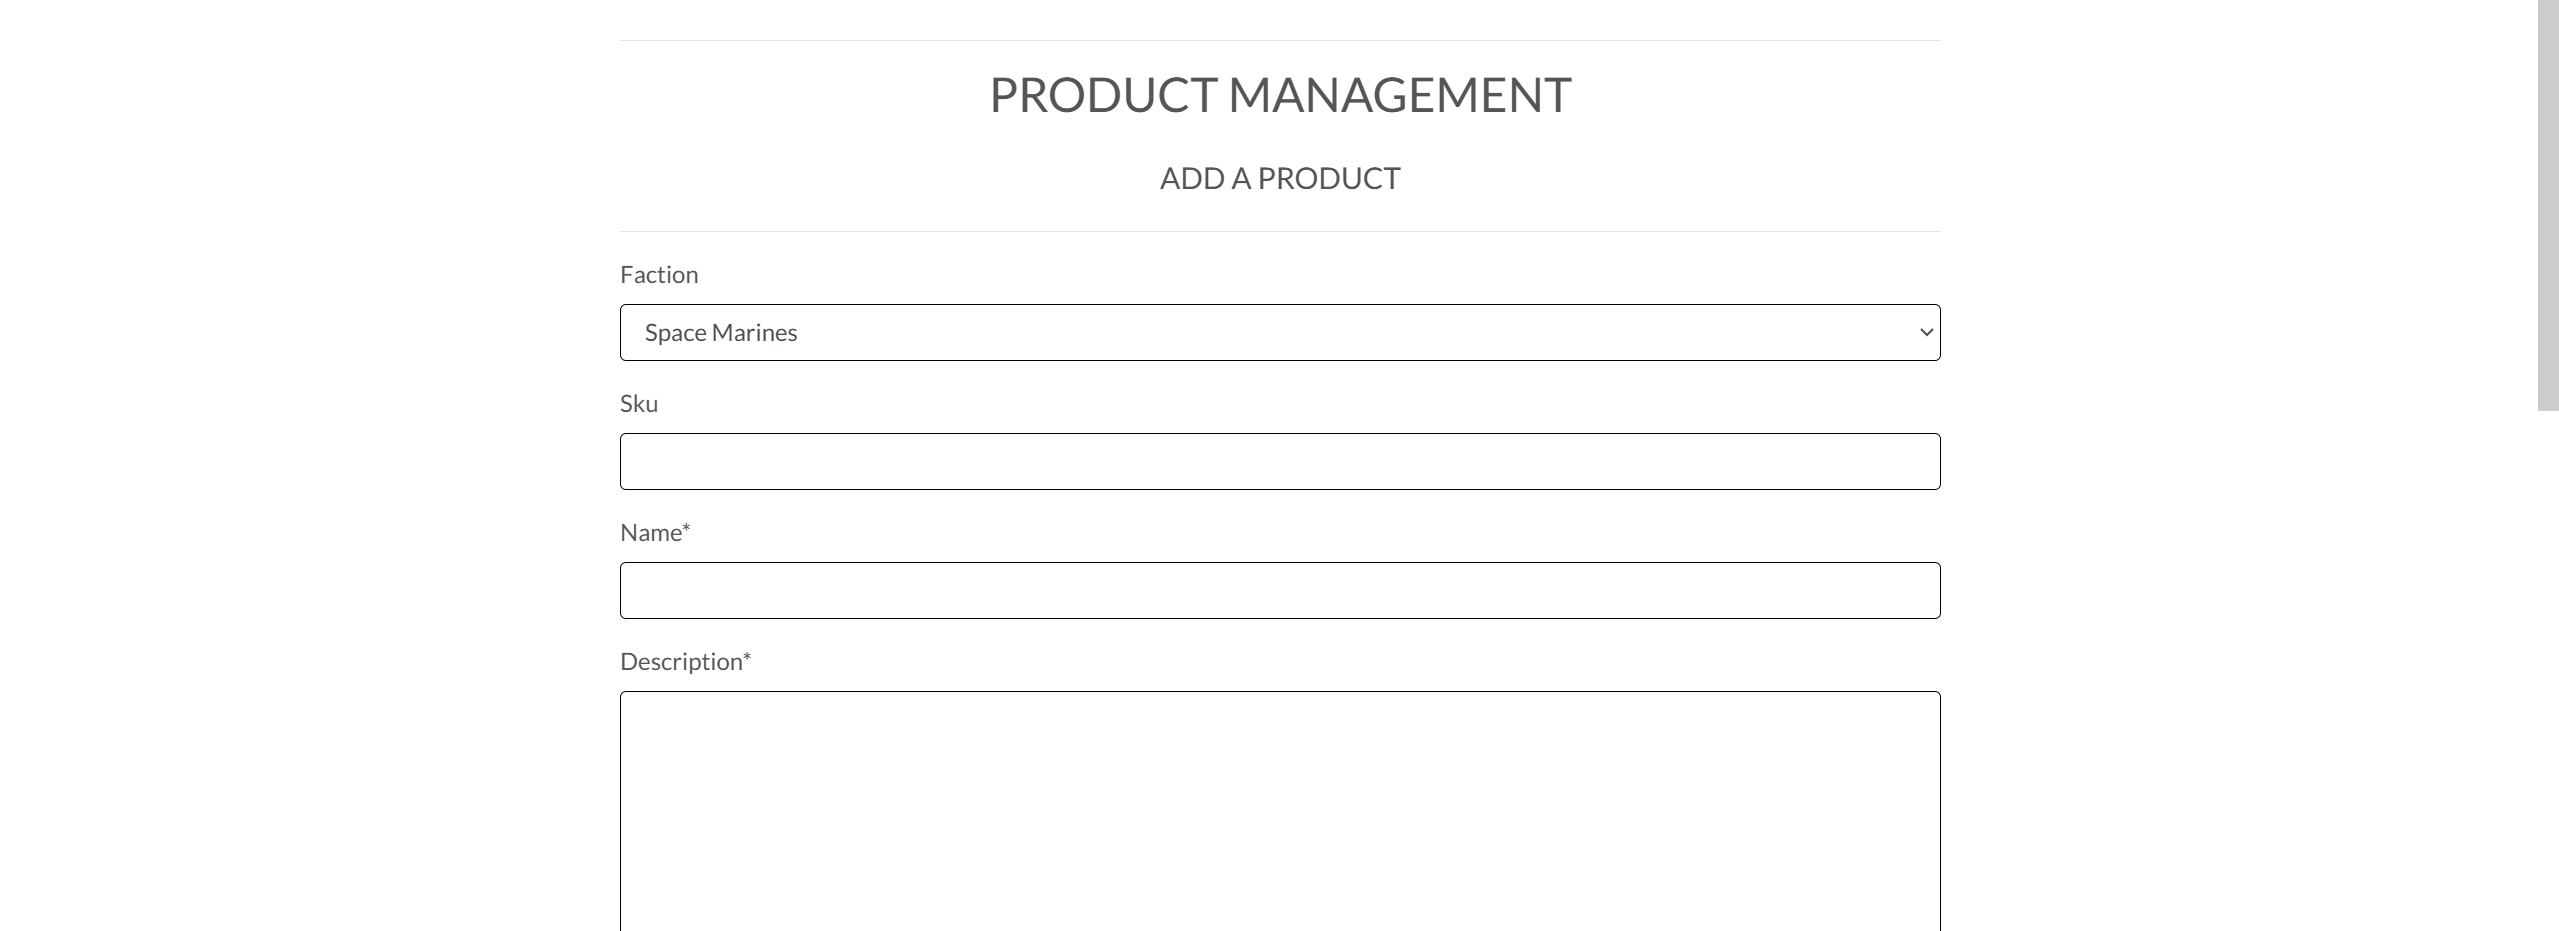 PRODUCT MANAGEMENT
ADD A PRODUCT
Faction
Space Marines
Sku
Name*
Description*